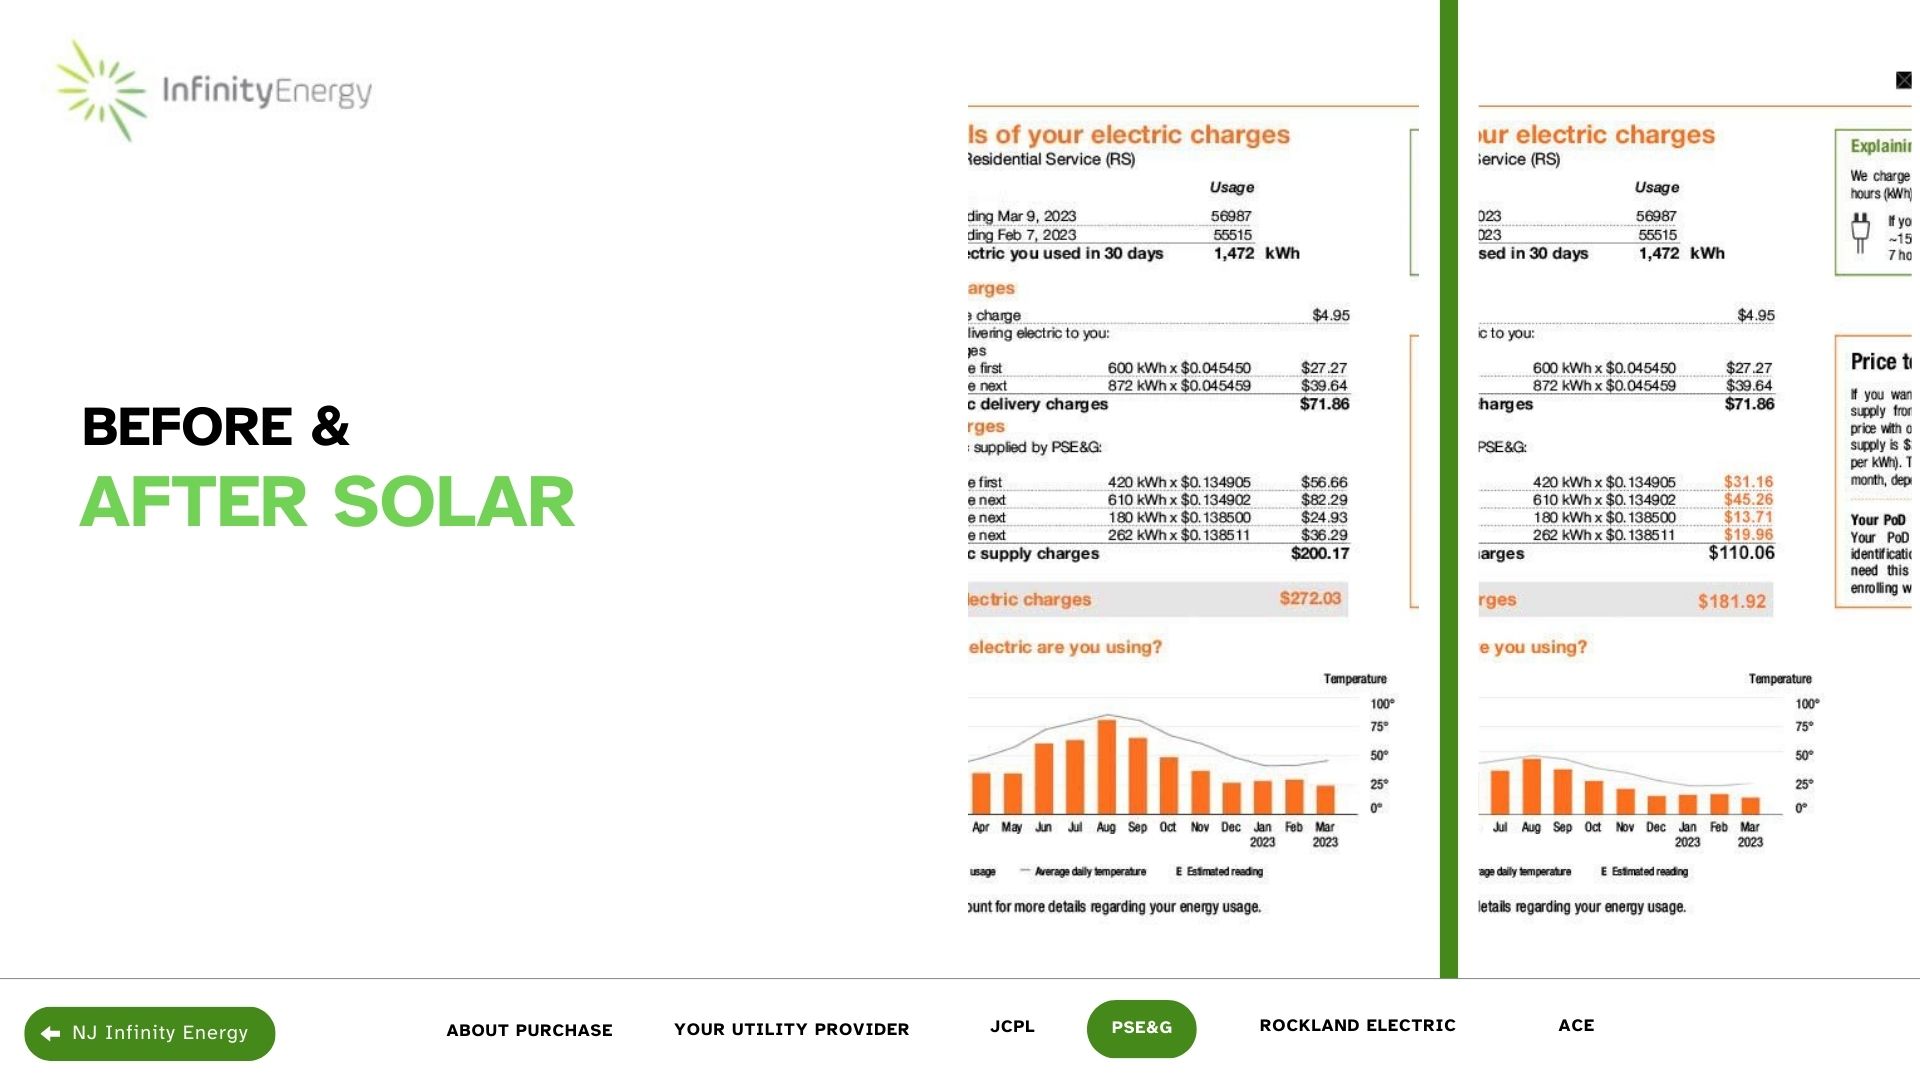 InfinityEnergy
BEFORE &
AFTER SOLAR
ls of your electric charges
Residential Service (RS)
Usage
ding Mar 9, 2023 56987
ding Feb 7, 2023 55515
ectric you used in 30 days 1,472 kWh
arges
e charge $4.95
livering electric to you:
ges
e first 600 kWh x $0.045450 $27.27
e next 872 kWh x $0.045459 $39.64
c delivery charges $71.86
rges
supplied by PSE&G:
e first 420 kWh x $0.134905 $56.66
e next 610 kWh x $0.134902 $82.29
e next 180 kWh x $0.138500 $24.93
e next 262 kWh x $0.138511 $36.29
c supply charges $200.17
lectric charges $272.03
electric are you using?
Temperature
100°
75°
50°
25°
0°
Apr May Jun Jul Aug Sep Oct Nov Dec Jan Feb Mar
2023 2023
usage — Average daily temperature E Estimated reading
ount for more details regarding your energy usage.
our electric charges
Service (RS)
Usage
023 56987
023 55515
sed in 30 days 1,472 kWh
$4.95
ic to you:
600 kWh x $0.045450 $27.27
872 kWh x $0.045459 $39.64
harges $71.86
PSE&G:
420 kWh x $0.134905 $31.16
610 kWh x $0.134902 $45.26
180 kWh x $0.138500 $13.71
262 kWh x $0.138511 $19.96
arges $110.06
rges $181.92
e you using?
Temperature
100°
75°
50°
25°
0°
Jul Aug Sep Oct Nov Dec Jan Feb Mar
2023 2023
age daily temperature E Estimated reading
details regarding your energy usage.
Explainin
We charge
hours (kWh)
If yo
~15
7 ho
Price to
If you wan
supply from
price with o
supply is $
per kWh). T
month, depe
Your PoD
Your PoD
identificatio
need this
enrolling w
NJ Infinity Energy
ABOUT PURCHASE
YOUR UTILITY PROVIDER
JCPL
PSE&G
ROCKLAND ELECTRIC
ACE